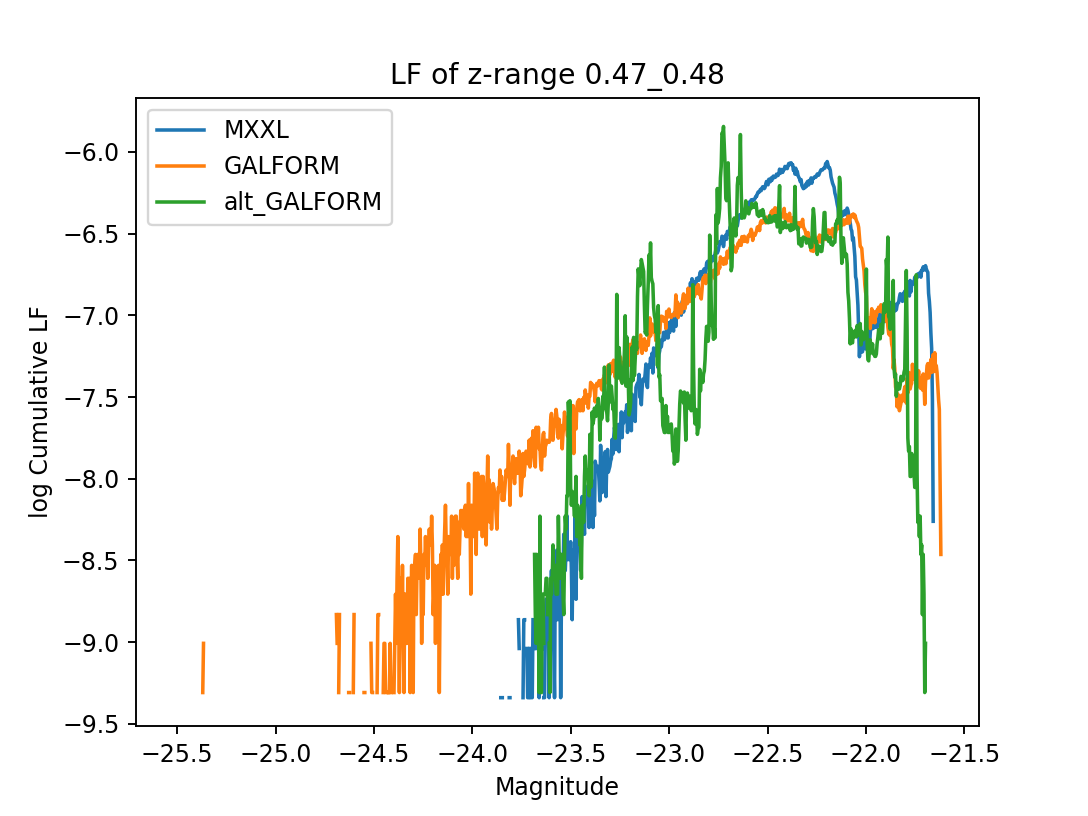 LF of z-range 0.47_0.48
MXXL
GALFORM
alt_GALFORM
log Cumulative LF
−6.0
−6.5
−7.0
−7.5
−8.0
−8.5
−9.0
−9.5
−25.5 −25.0 −24.5 −24.0 −23.5 −23.0 −22.5 −22.0 −21.5
Magnitude